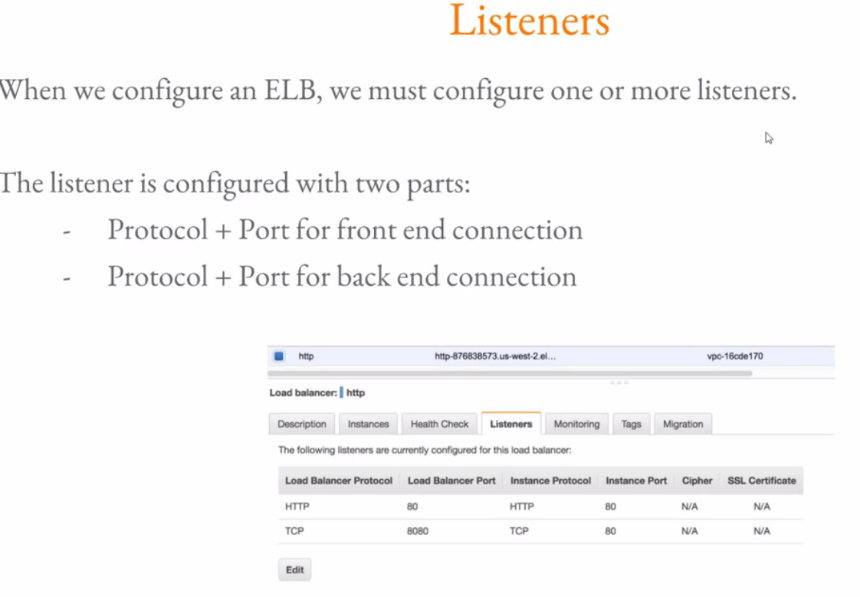 Listeners
When we configure an ELB, we must configure one or more listeners.
The listener is configured with two parts:
- Protocol + Port for front end connection
- Protocol + Port for back end connection
http http-876838573.us-west-2.el... vpc-16cde170
Load balancer: http
Description Instances Health Check Listeners Monitoring Tags Migration
The following listeners are currently configured for this load balancer:
Load Balancer Protocol Load Balancer Port Instance Protocol Instance Port Cipher SSL Certificate
HTTP 80 HTTP 80 N/A N/A
TCP 8080 TCP 80 N/A N/A
Edit